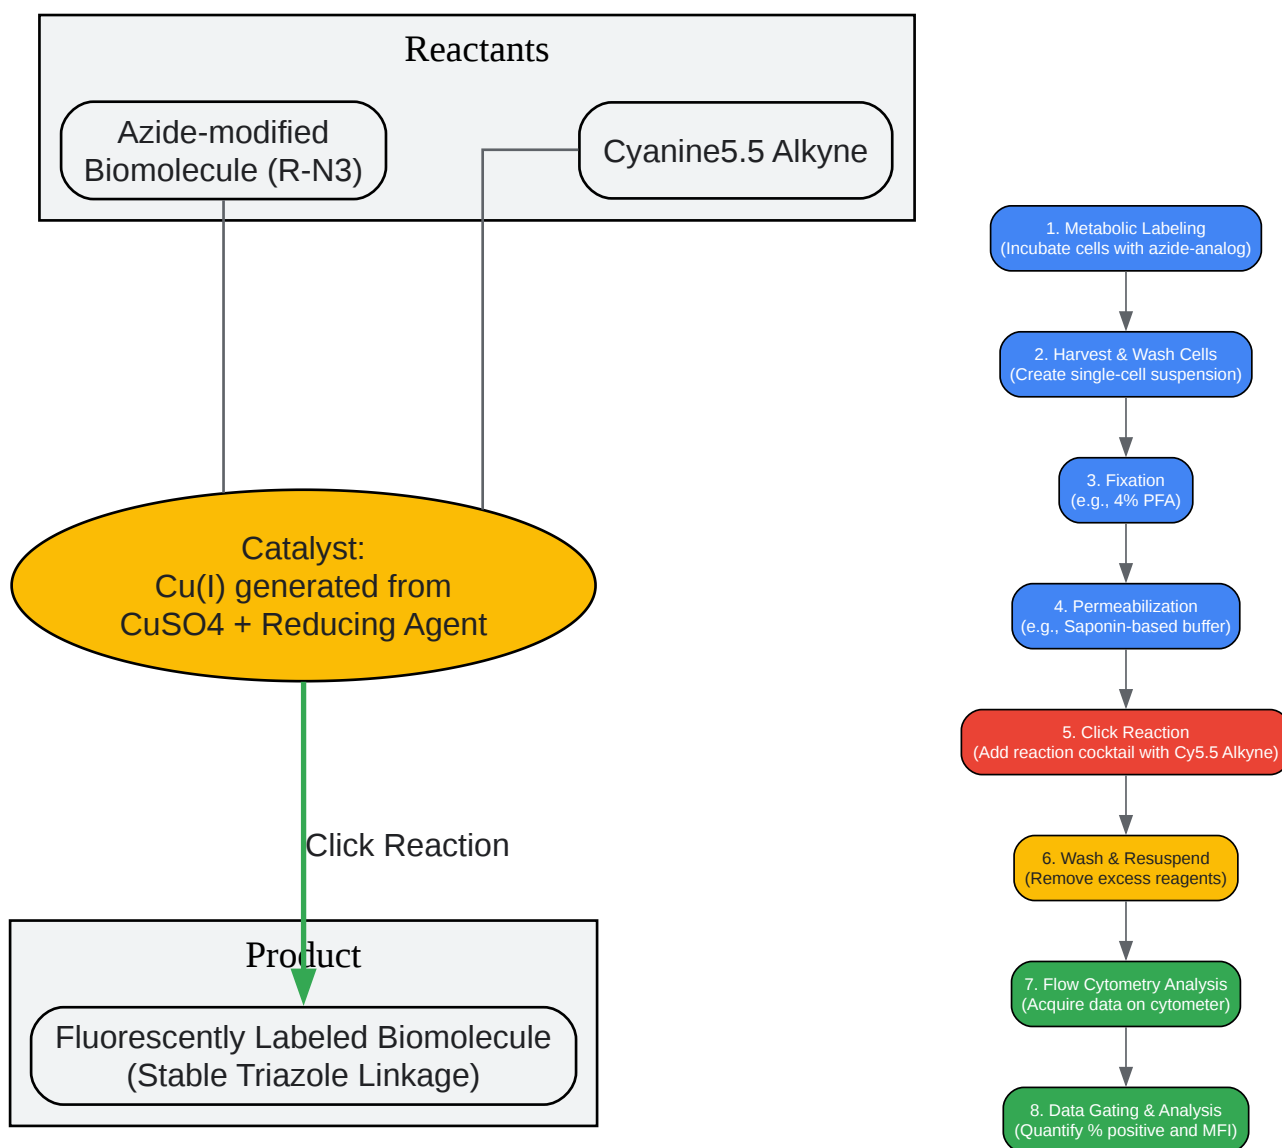 Reactants
Azide-modified
Biomolecule (R-N3)
Cyanine5.5 Alkyne
Catalyst:
Cu(I) generated from
CuSO4 + Reducing Agent
Click Reaction
Product
Fluorescently Labeled Biomolecule
(Stable Triazole Linkage)
1. Metabolic Labeling
(Incubate cells with azide-analog)
2. Harvest & Wash Cells
(Create single-cell suspension)
3. Fixation
(e.g., 4% PFA)
4. Permeabilization
(e.g., Saponin-based buffer)
5. Click Reaction
(Add reaction cocktail with Cy5.5 Alkyne)
6. Wash & Resuspend
(Remove excess reagents)
7. Flow Cytometry Analysis
(Acquire data on cytometer)
8. Data Gating & Analysis
(Quantify % positive and MFI)